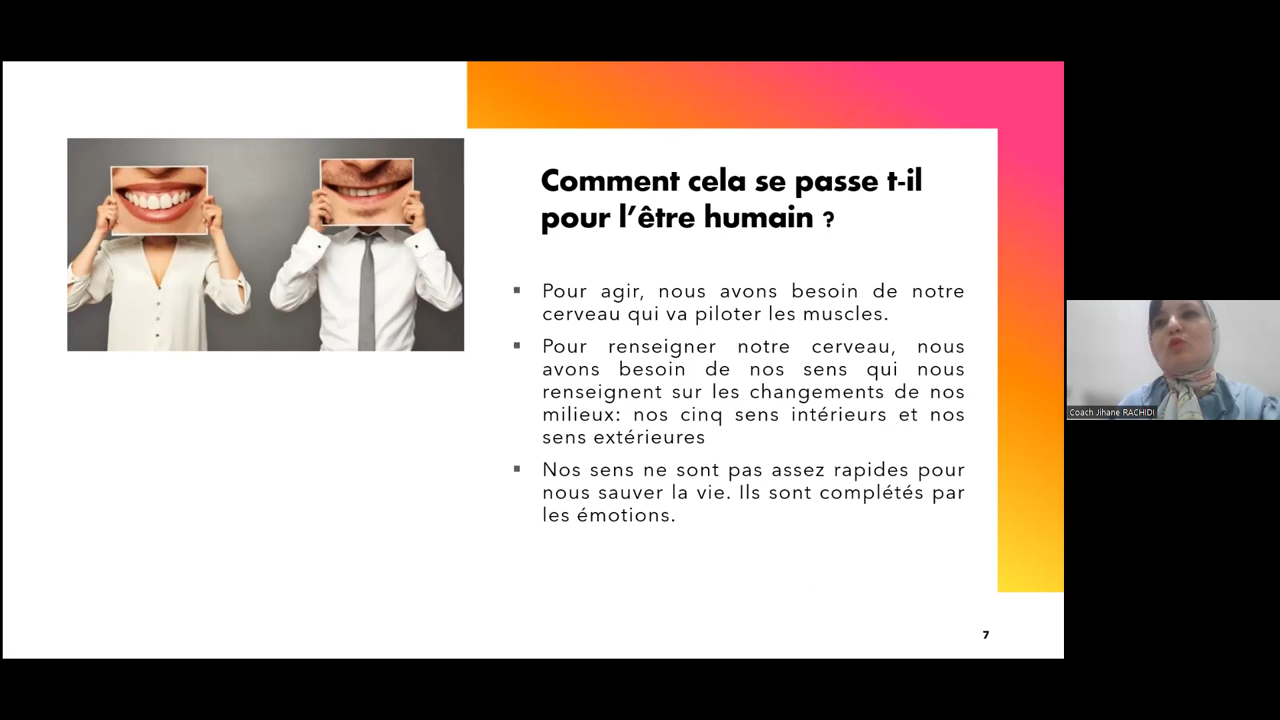 Comment cela se passe t-il
pour l'être humain ?
▪ Pour agir, nous avons besoin de notre
cerveau qui va piloter les muscles.
▪ Pour renseigner notre cerveau, nous
avons besoin de nos sens qui nous
renseignent sur les changements de nos
milieux: nos cinq sens intérieurs et nos
sens extérieures
▪ Nos sens ne sont pas assez rapides pour
nous sauver la vie. Ils sont complétés par
les émotions.
7
Coach Jihane RACHIDI